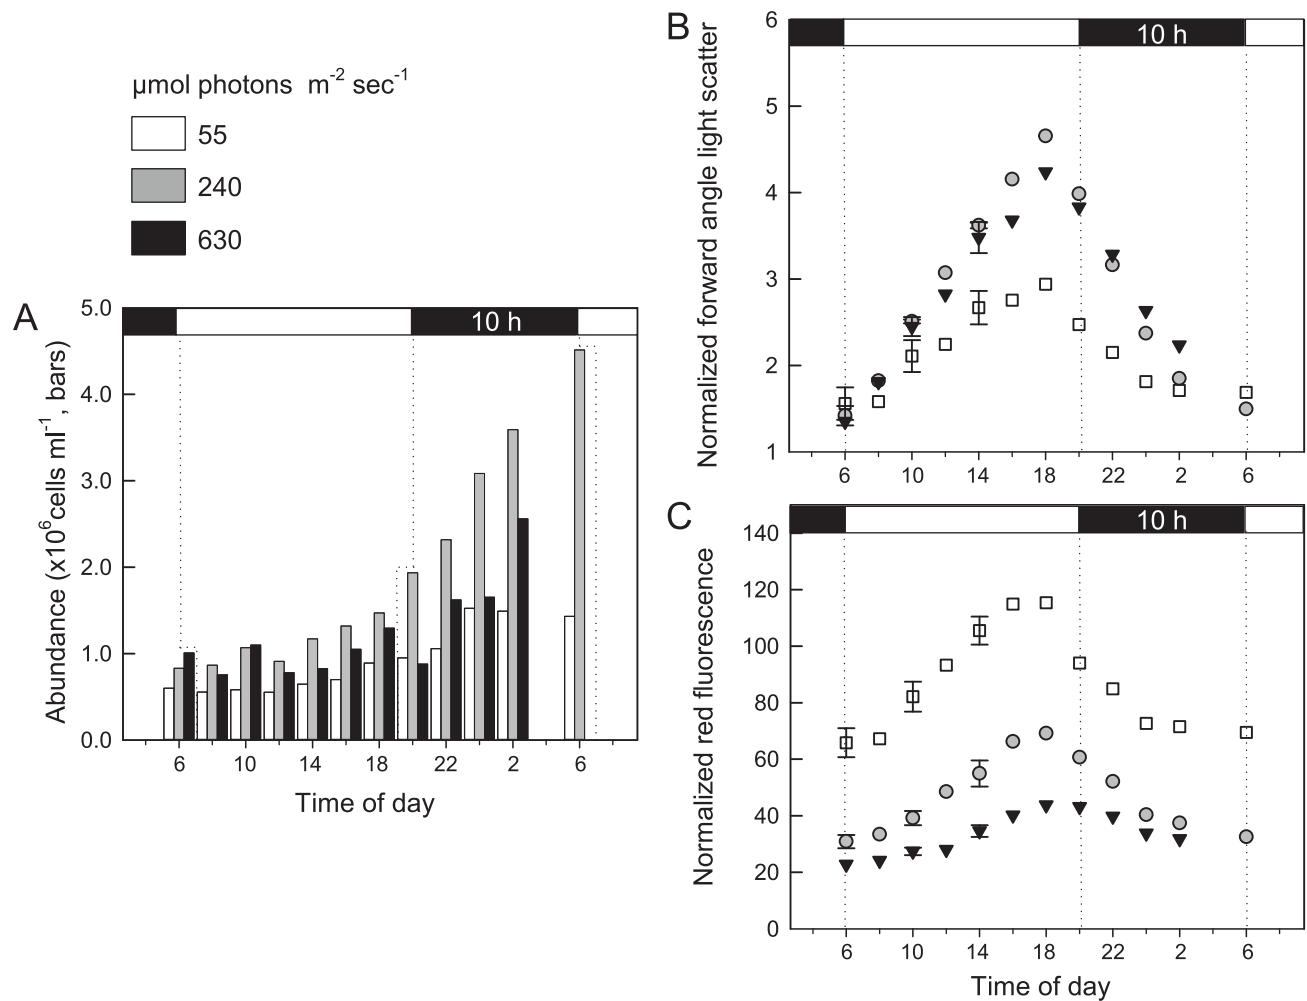 µmol photons m-2 sec-1
55
240
630
A
5.0
4.0
3.0
2.0
1.0
0.0
Abundance (x10^6cells ml-1, bars)
10 h
6 10 14 18 22 2 6
Time of day
B
6
5
4
3
2
1
Normalized forward angle light scatter
10 h
6 10 14 18 22 2 6
C
140
120
100
80
60
40
20
0
Normalized red fluorescence
10 h
6 10 14 18 22 2 6
Time of day